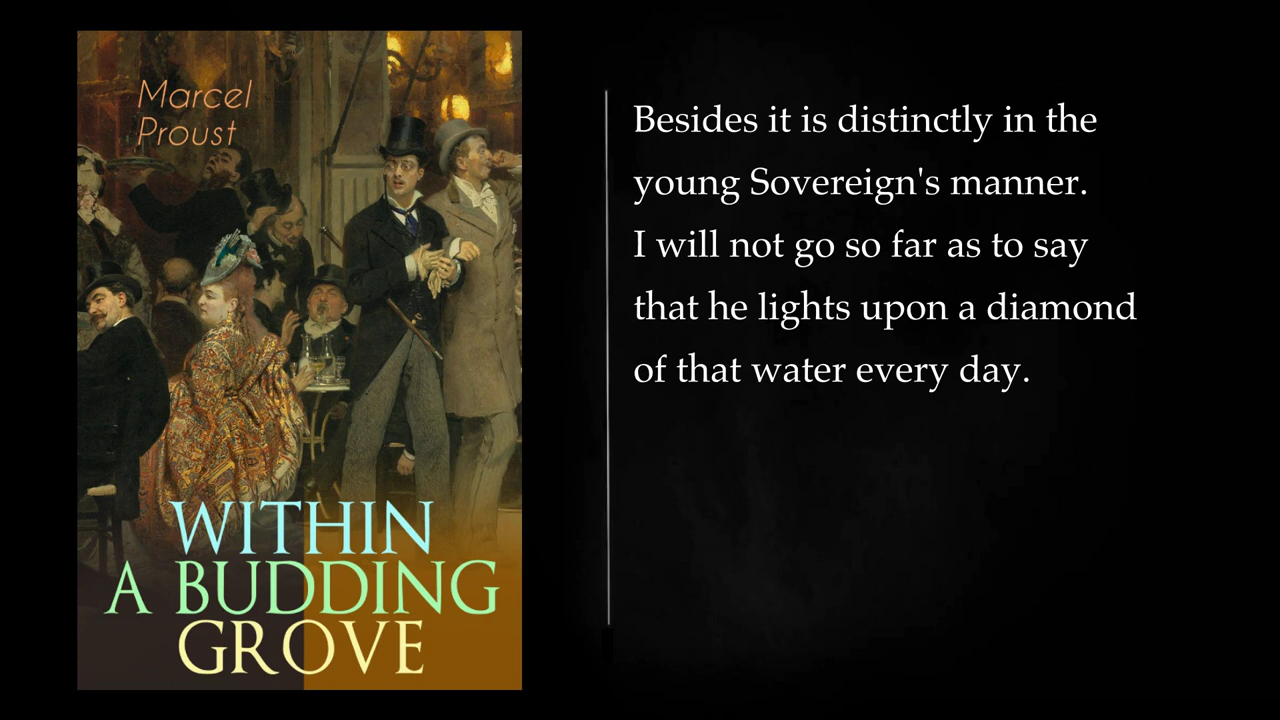 Marcel
Proust
WITHIN
A BUDDING
GROVE
Besides it is distinctly in the
young Sovereign's manner.
I will not go so far as to say
that he lights upon a diamond
of that water every day.